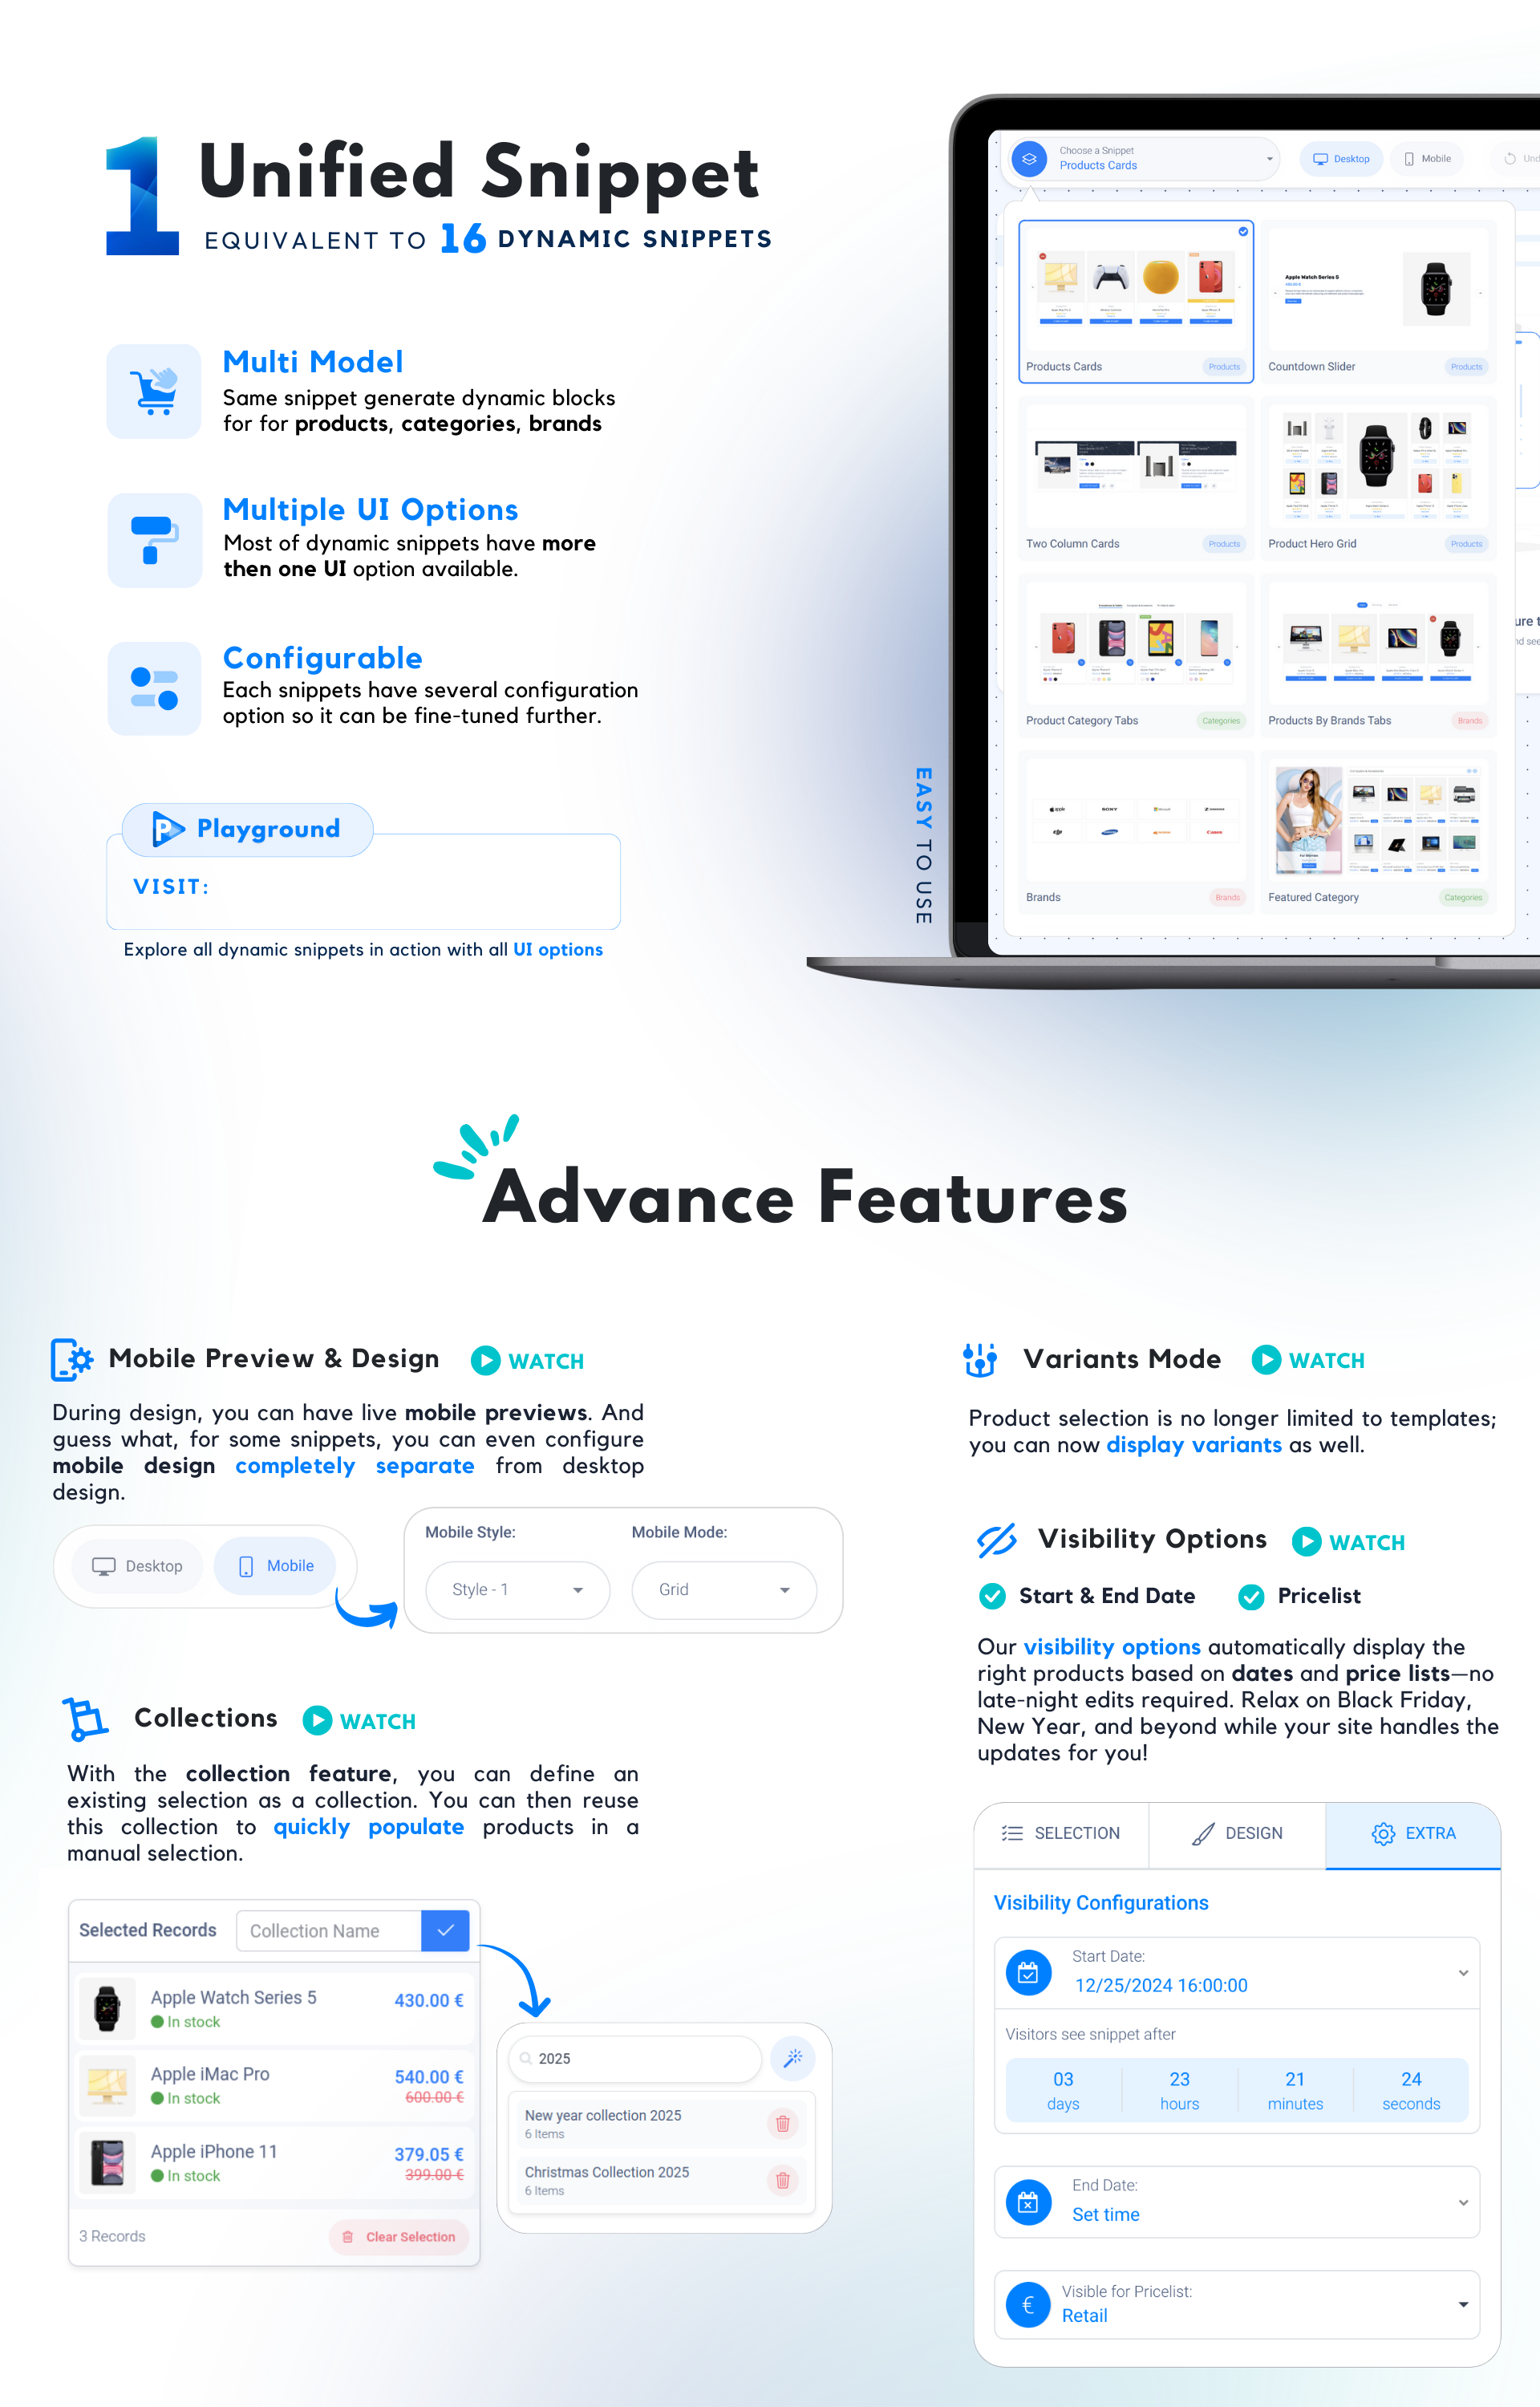 1 Unified Snippet
EQUIVALENT TO 16 DYNAMIC SNIPPETS
Multi Model
Same snippet generate dynamic blocks
for for products, categories, brands
Multiple UI Options
Most of dynamic snippets have more
then one UI option available.
Configurable
Each snippets have several configuration
option so it can be fine-tuned further.
Playground
VISIT:
Explore all dynamic snippets in action with all UI options
EASY TO USE
Choose a Snippet
Products Cards
Desktop
Mobile
Products Cards
Products
Apple Watch Series 5
Countdown Slider
Products
Two Column Cards
Products
Product Hero Grid
Products
Product Category Tabs
Categories
Products By Brands Tabs
Brands
SONY
Brands
Brands
Featured Category
Categories
Advance Features
Mobile Preview & Design
WATCH
During design, you can have live mobile previews. And
guess what, for some snippets, you can even configure
mobile design completely separate from desktop
design.
Desktop
Mobile
Mobile Style:
Style - 1
Mobile Mode:
Grid
Collections
WATCH
With the collection feature, you can define an
existing selection as a collection. You can then reuse
this collection to quickly populate products in a
manual selection.
Selected Records
Collection Name
Apple Watch Series 5
430.00 €
In stock
Apple iMac Pro
540.00 €
In stock
600.00 €
Apple iPhone 11
379.05 €
In stock
399.00 €
3 Records
Clear Selection
2025
New year collection 2025
6 Items
Christmas Collection 2025
6 Items
Variants Mode
WATCH
Product selection is no longer limited to templates;
you can now display variants as well.
Visibility Options
WATCH
Start & End Date
Pricelist
Our visibility options automatically display the
right products based on dates and price lists—no
late-night edits required. Relax on Black Friday,
New Year, and beyond while your site handles the
updates for you!
SELECTION
DESIGN
EXTRA
Visibility Configurations
Start Date:
12/25/2024 16:00:00
Visitors see snippet after
03 23 21 24
days hours minutes seconds
End Date:
Set time
Visible for Pricelist:
Retail